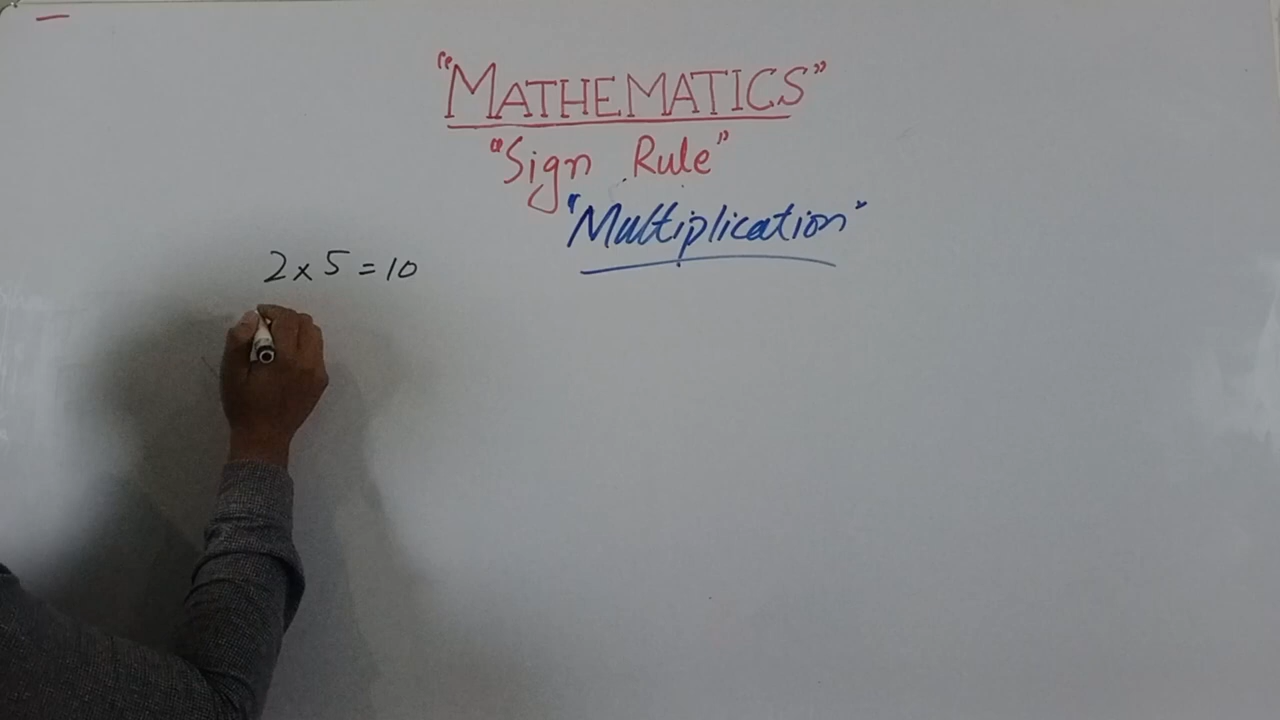 "MATHEMATICS"
"Sign Rule"
"Multiplication"
2 × 5 = 10